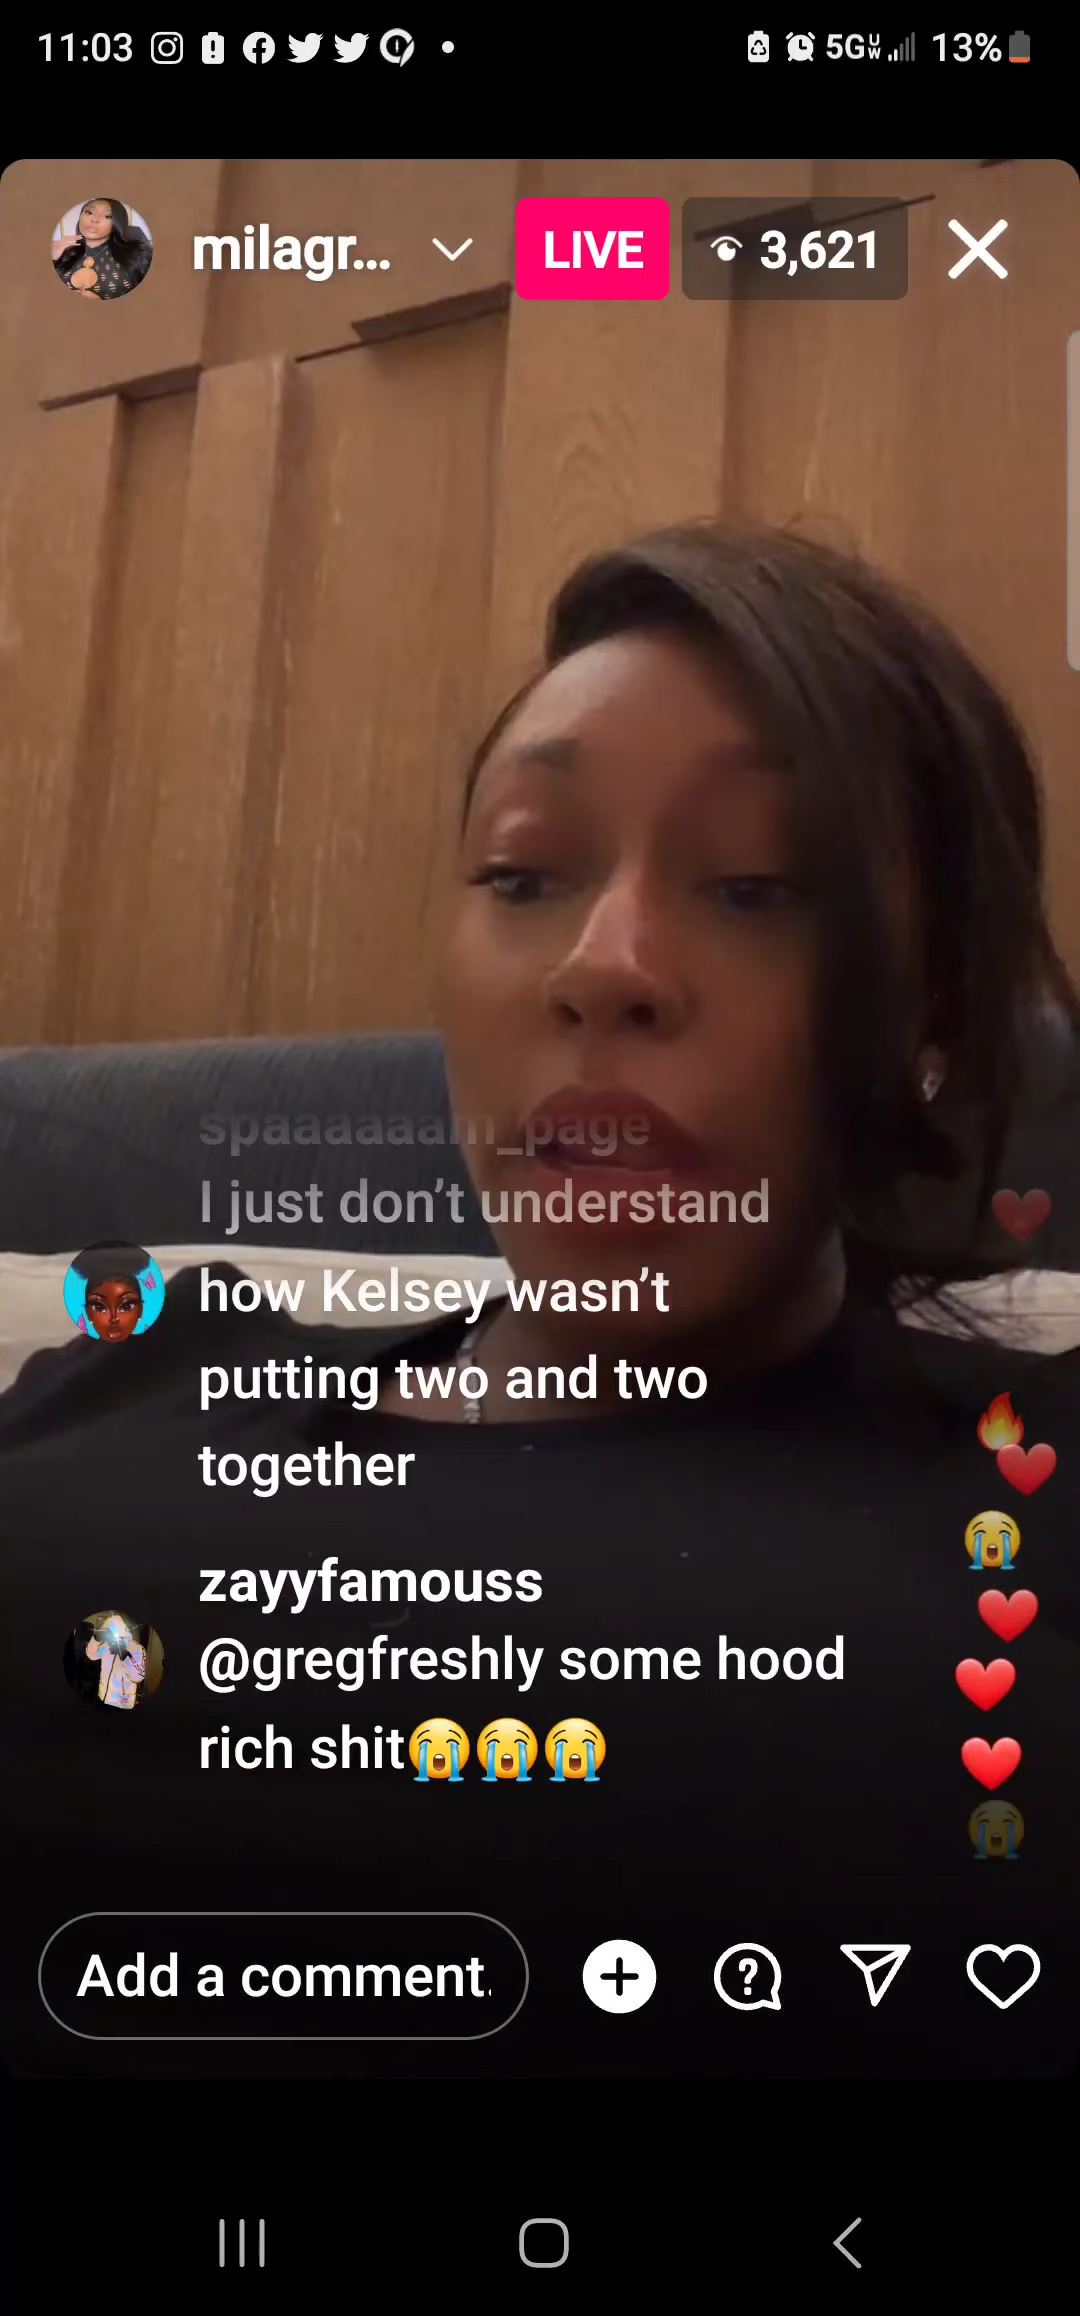 11:03
5G UW 13%
milagr...
LIVE
3,621
spaaaaaam_page
I just don’t understand
how Kelsey wasn’t
putting two and two
together
zayyfamouss
@gregfreshly some hood
rich shit😭😭😭
Add a comment.